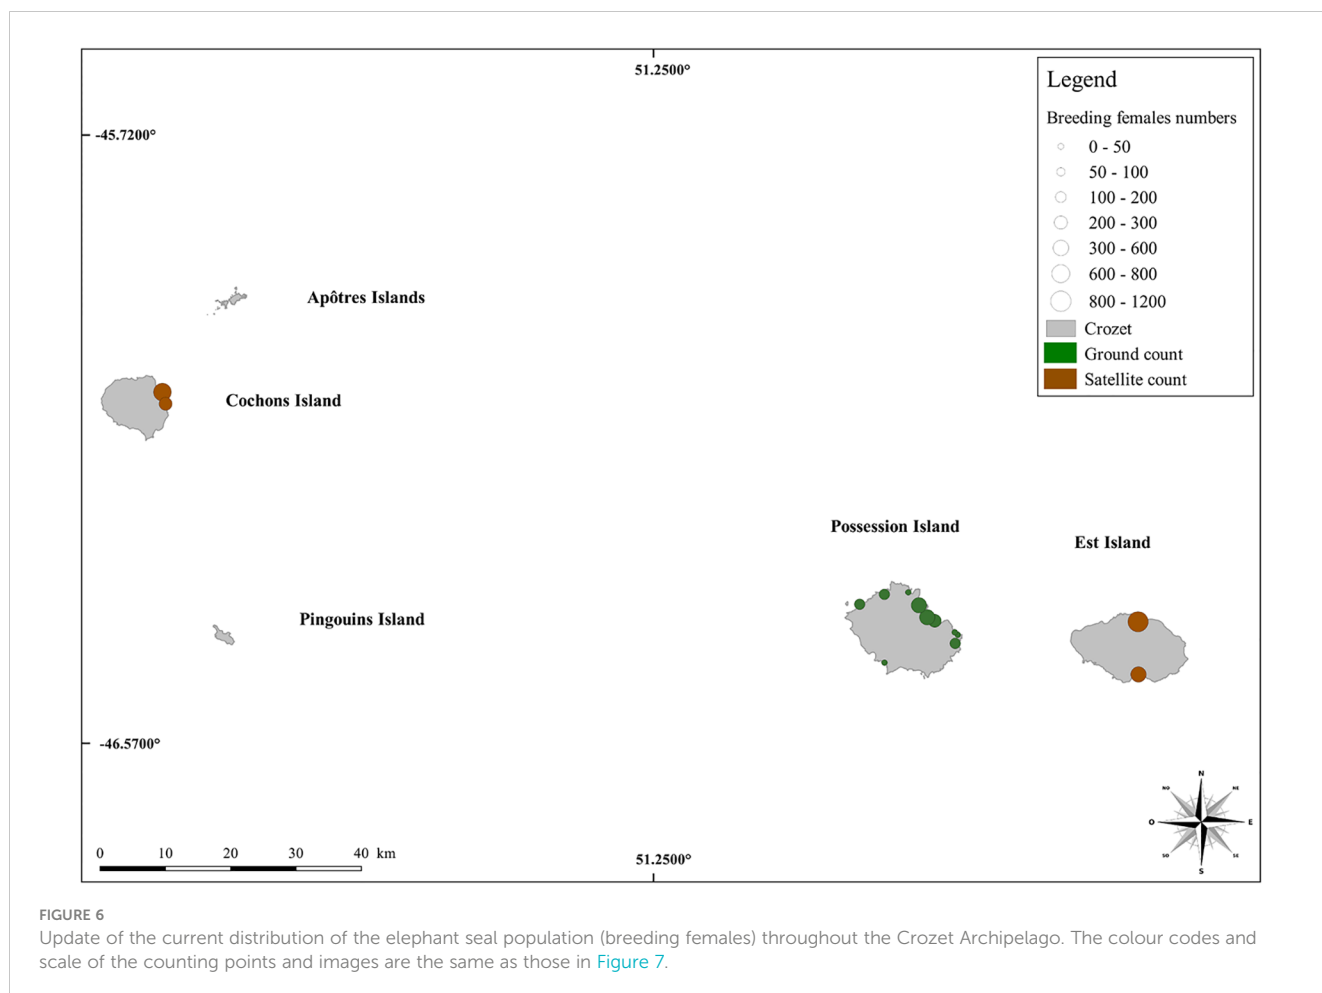 51.2500°
-45.7200°
Legend
Breeding females numbers
0 - 50
50 - 100
100 - 200
200 - 300
300 - 600
600 - 800
800 - 1200
Crozet
Ground count
Satellite count
Apôtres Islands
Cochons Island
Possession Island
Est Island
Pingouins Island
-46.5700°
N
NO
NE
O
E
SO
SE
S
0 10 20 30 40 km
51.2500°
FIGURE 6
Update of the current distribution of the elephant seal population (breeding females) throughout the Crozet Archipelago. The colour codes and
scale of the counting points and images are the same as those in Figure 7.